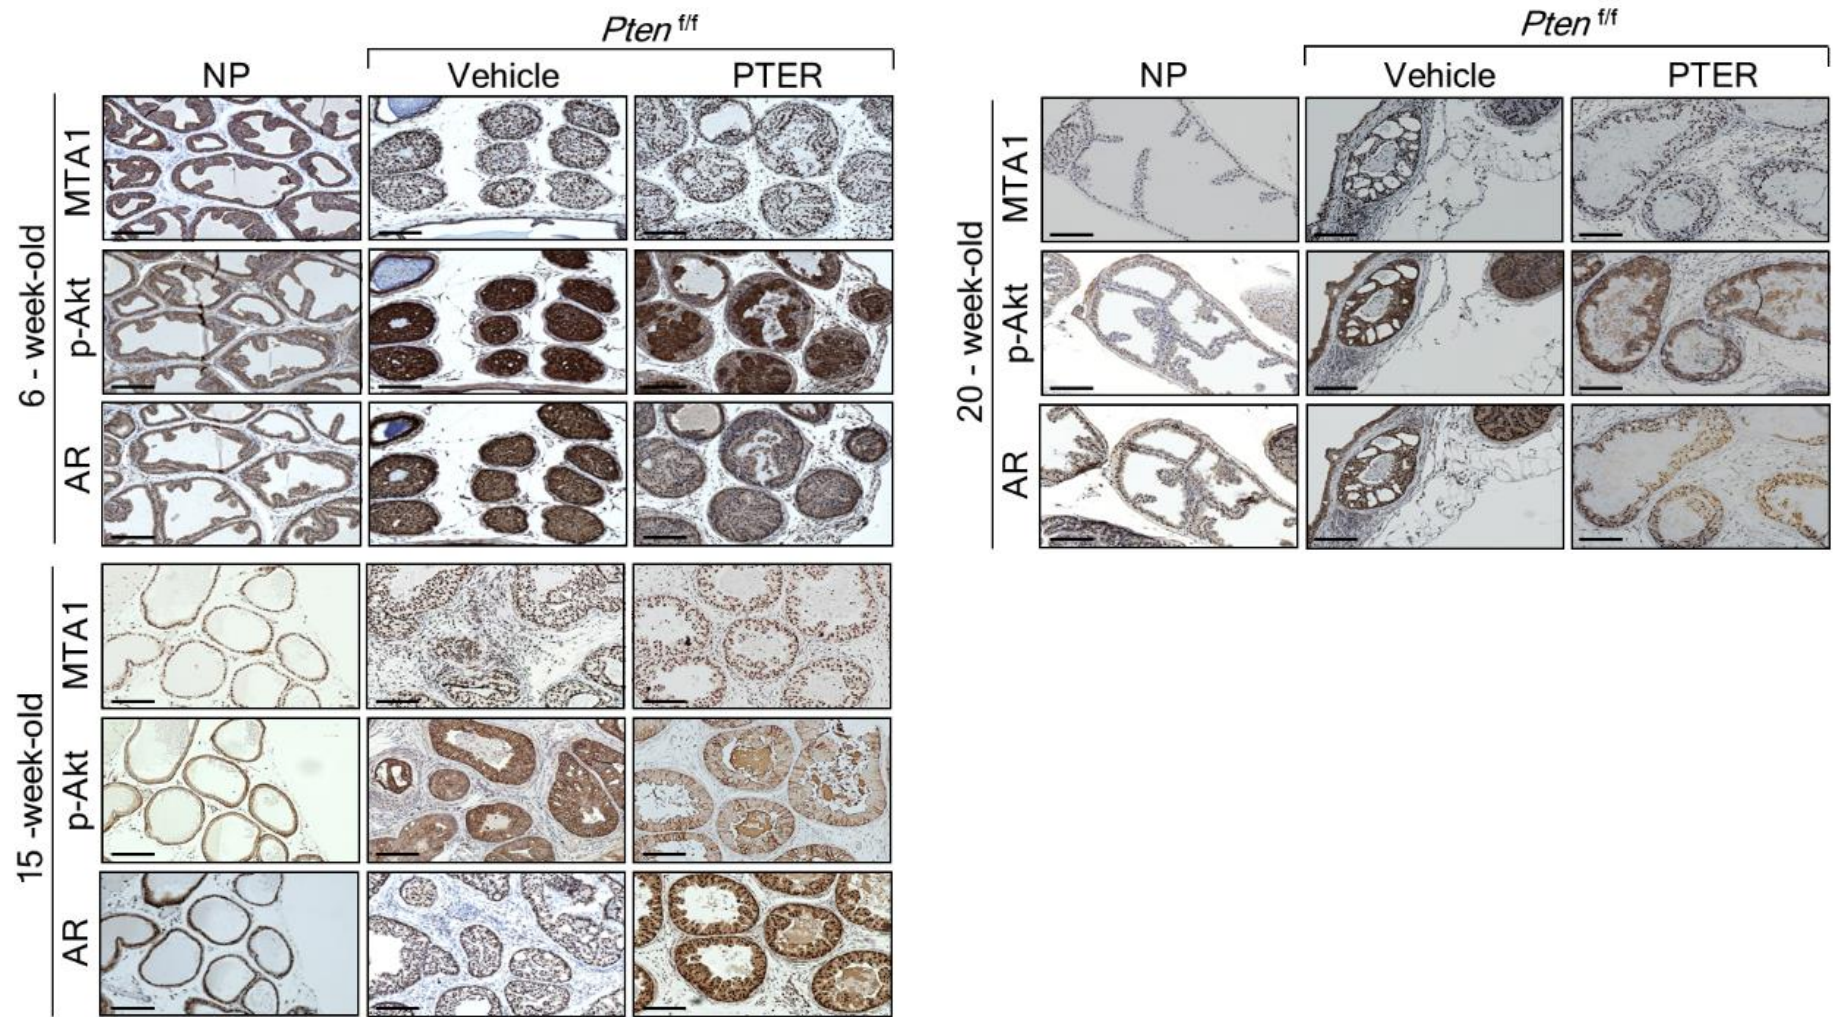 Pten f/f
NP Vehicle PTER
6 - week-old
MTA1
p-Akt
AR
15 -week-old
MTA1
p-Akt
AR
Pten f/f
NP Vehicle PTER
20 - week-old
MTA1
p-Akt
AR